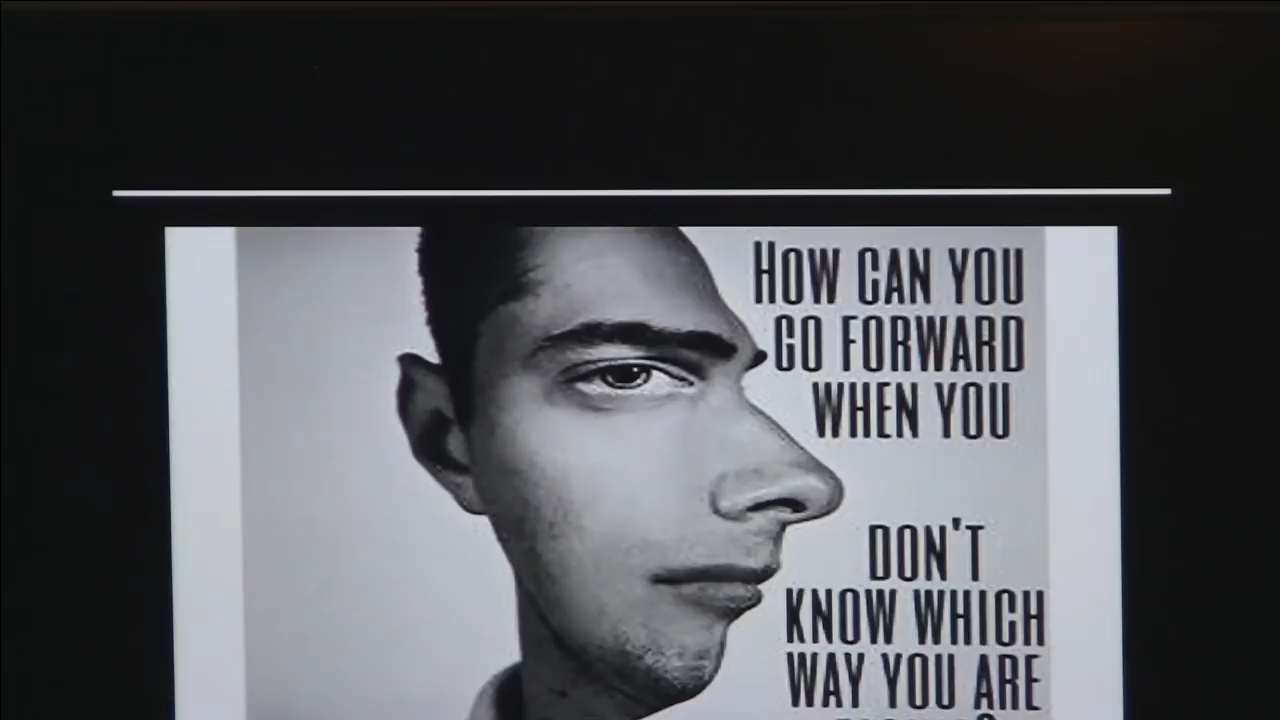 HOW CAN YOU
GO FORWARD
WHEN YOU
DON'T
KNOW WHICH
WAY YOU ARE